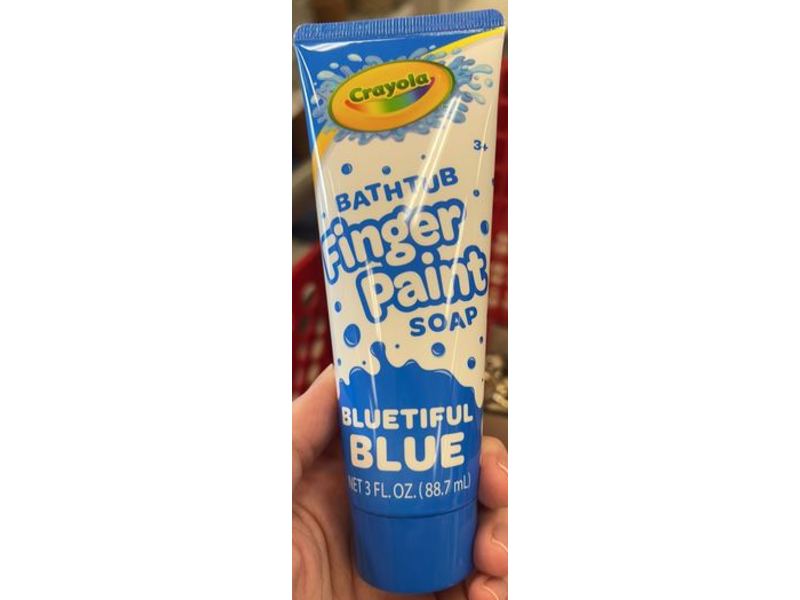 Crayola
3+
BATHTUB
Finger
Paint
SOAP
BLUETIFUL
BLUE
NET 3 FL. OZ. (88.7 mL)